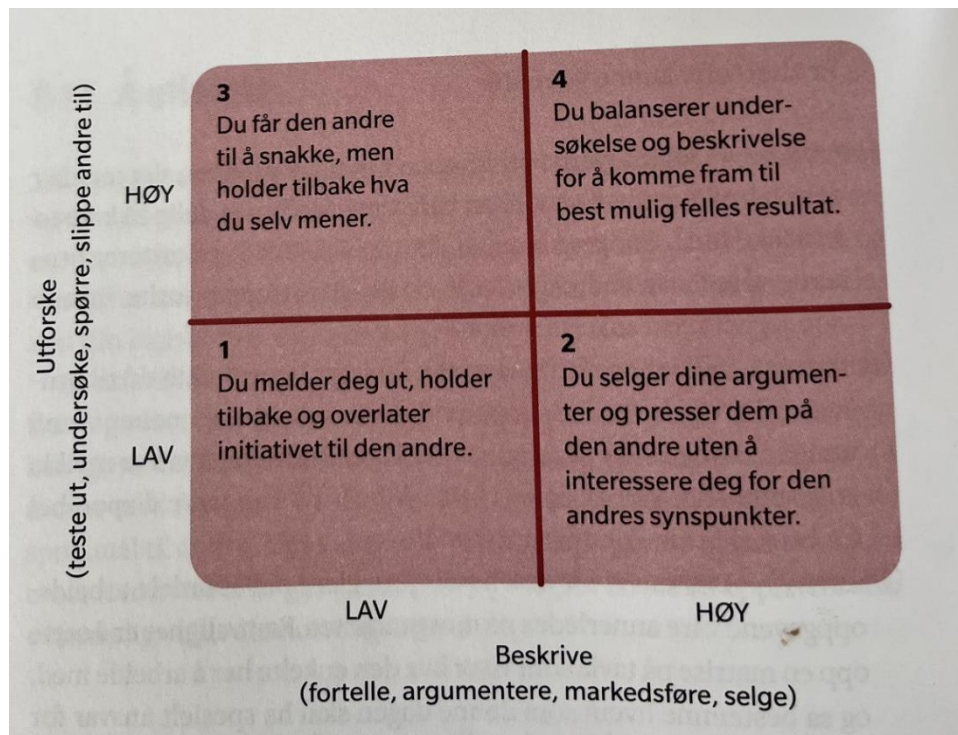 3
Du får den andre
til å snakke, men
holder tilbake hva
du selv mener.
4
Du balanserer under-
søkelse og beskrivelse
for å komme fram til
best mulig felles resultat.
HØY
Utforske
(teste ut, undersøke, spørre, slippe andre til)
1
Du melder deg ut, holder
tilbake og overlater
initiativet til den andre.
2
Du selger dine argumen-
ter og presser dem på
den andre uten å
interessere deg for den
andres synspunkter.
LAV
LAV
HØY
Beskrive
(fortelle, argumentere, markedsføre, selge)